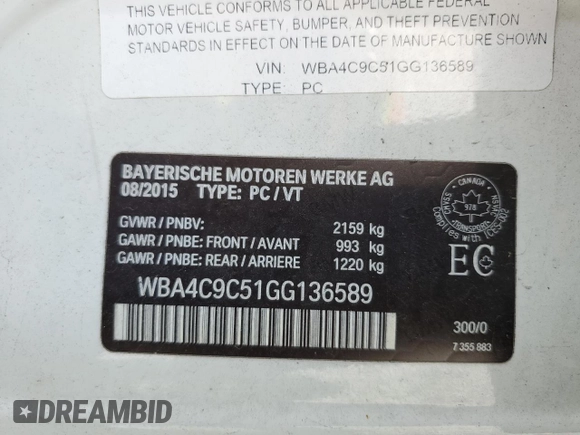 THIS VEHICLE CONFORMS TO ALL APPLICABLE FEDERAL
MOTOR VEHICLE SAFETY, BUMPER, AND THEFT PREVENTION
STANDARDS IN EFFECT ON THE DATE OF MANUFACTURE SHOWN
VIN: WBA4C9C51GG136589
TYPE: PC
BAYERISCHE MOTOREN WERKE AG
08/2015 TYPE: PC / VT
GVWR / PNBV: 2159 kg
GAWR / PNBE: FRONT / AVANT 993 kg
GAWR / PNBE: REAR / ARRIERE 1220 kg
WBA4C9C51GG136589
CANADA
978
TRANSPORT
EC
300/0
7 355 883
DREAMBID
DREAMBID.COM